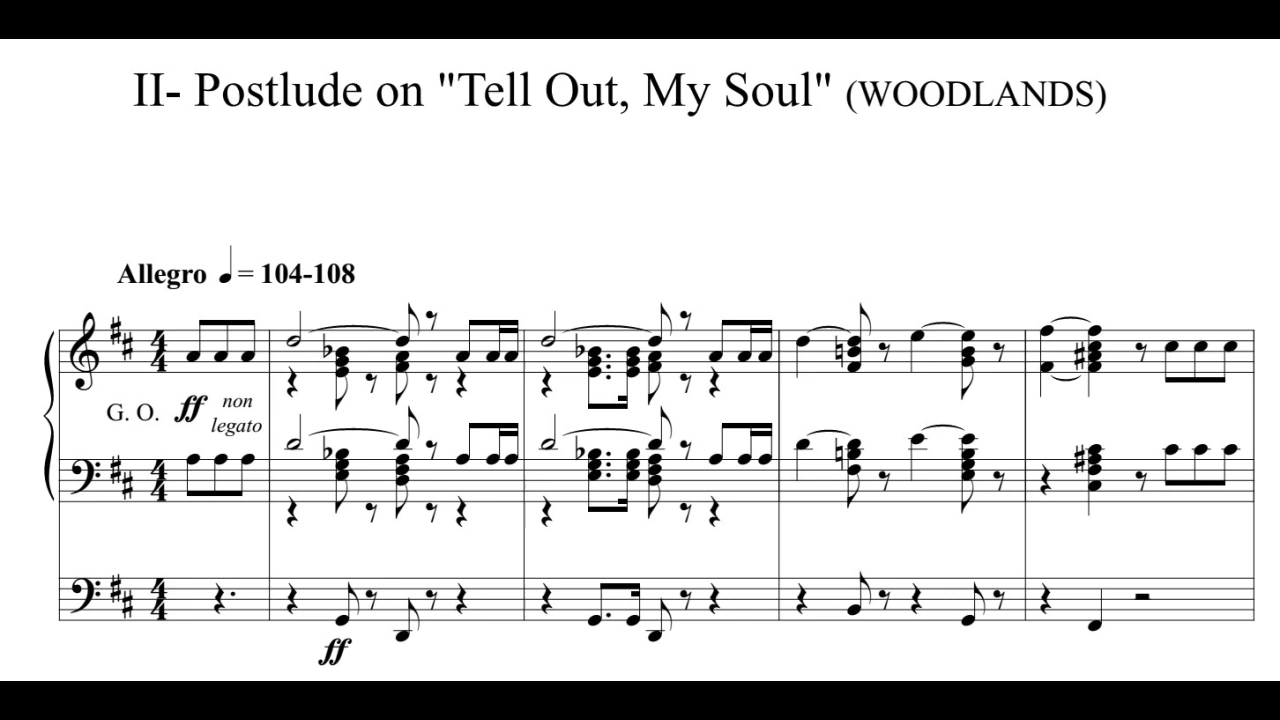 II- Postlude on "Tell Out, My Soul" (WOODLANDS)
Allegro ♩ = 104-108
G. O. ff non
legato
ff